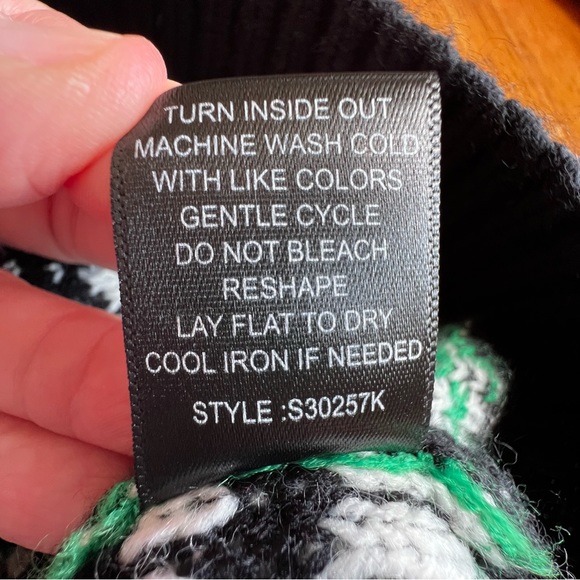 TURN INSIDE OUT
MACHINE WASH COLD
WITH LIKE COLORS
GENTLE CYCLE
DO NOT BLEACH
RESHAPE
LAY FLAT TO DRY
COOL IRON IF NEEDED
STYLE :S30257K